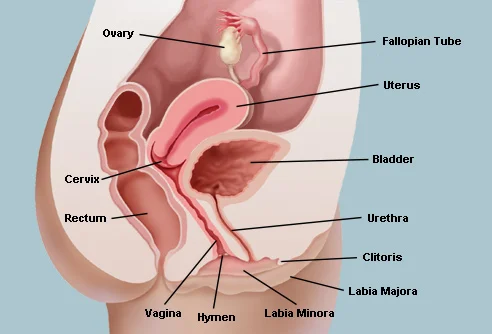 Ovary
Fallopian Tube
Uterus
Bladder
Cervix
Rectum
Urethra
Clitoris
Labia Majora
Vagina
Hymen
Labia Minora